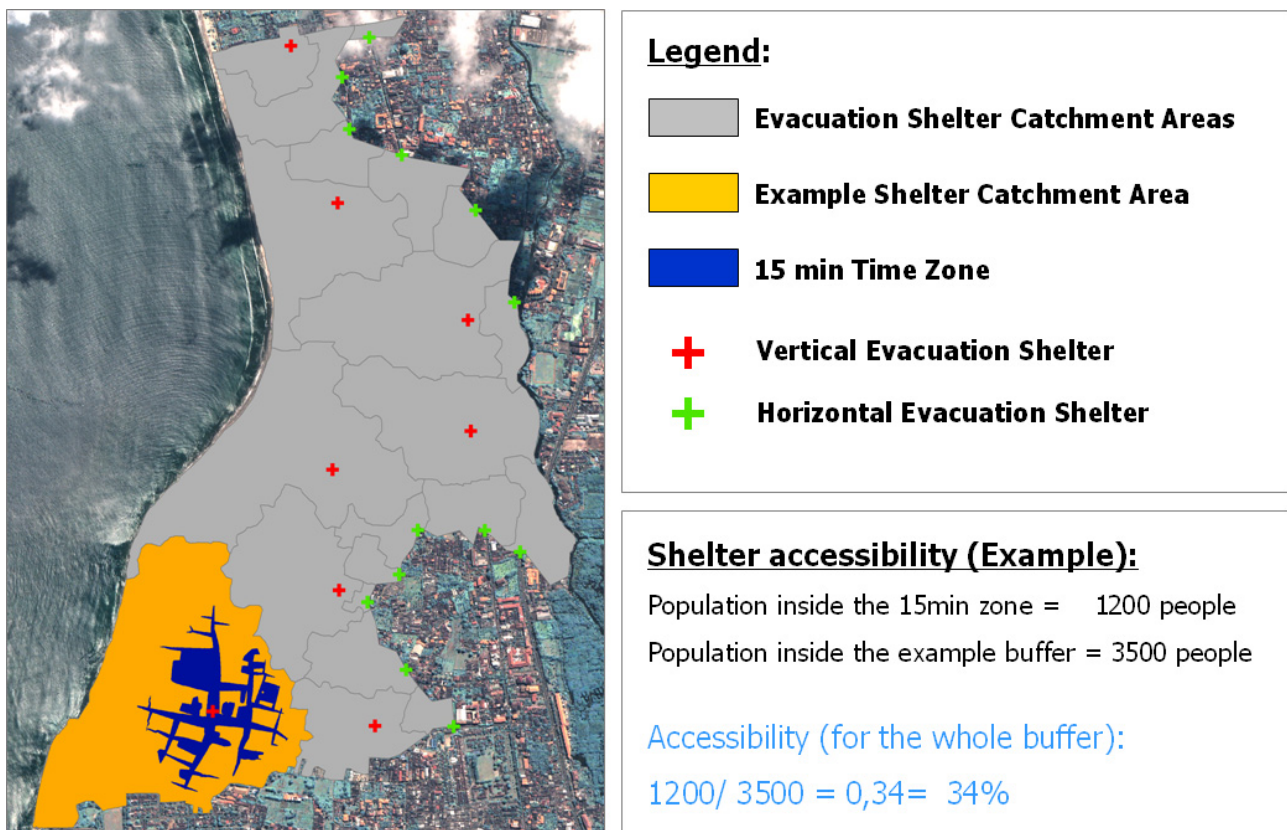 Legend:
Evacuation Shelter Catchment Areas
Example Shelter Catchment Area
15 min Time Zone
Vertical Evacuation Shelter
Horizontal Evacuation Shelter
Shelter accessibility (Example):
Population inside the 15min zone = 1200 people
Population inside the example buffer = 3500 people
Accessibility (for the whole buffer):
1200/ 3500 = 0,34= 34%